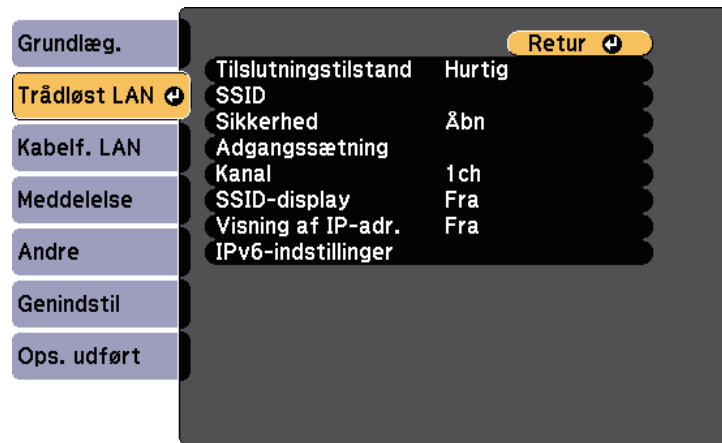 Grundlæg.
Trådløst LAN
Kabelf. LAN
Meddelelse
Andre
Genindstil
Ops. udført
Retur
Tilslutningstilstand Hurtig
SSID
Sikkerhed Åbn
Adgangssætning
Kanal 1ch
SSID-display Fra
Visning af IP-adr. Fra
IPv6-indstillinger